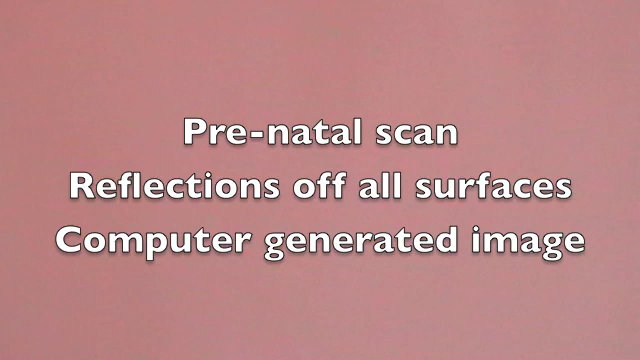 Pre-natal scan
Reflections off all surfaces
Computer generated image